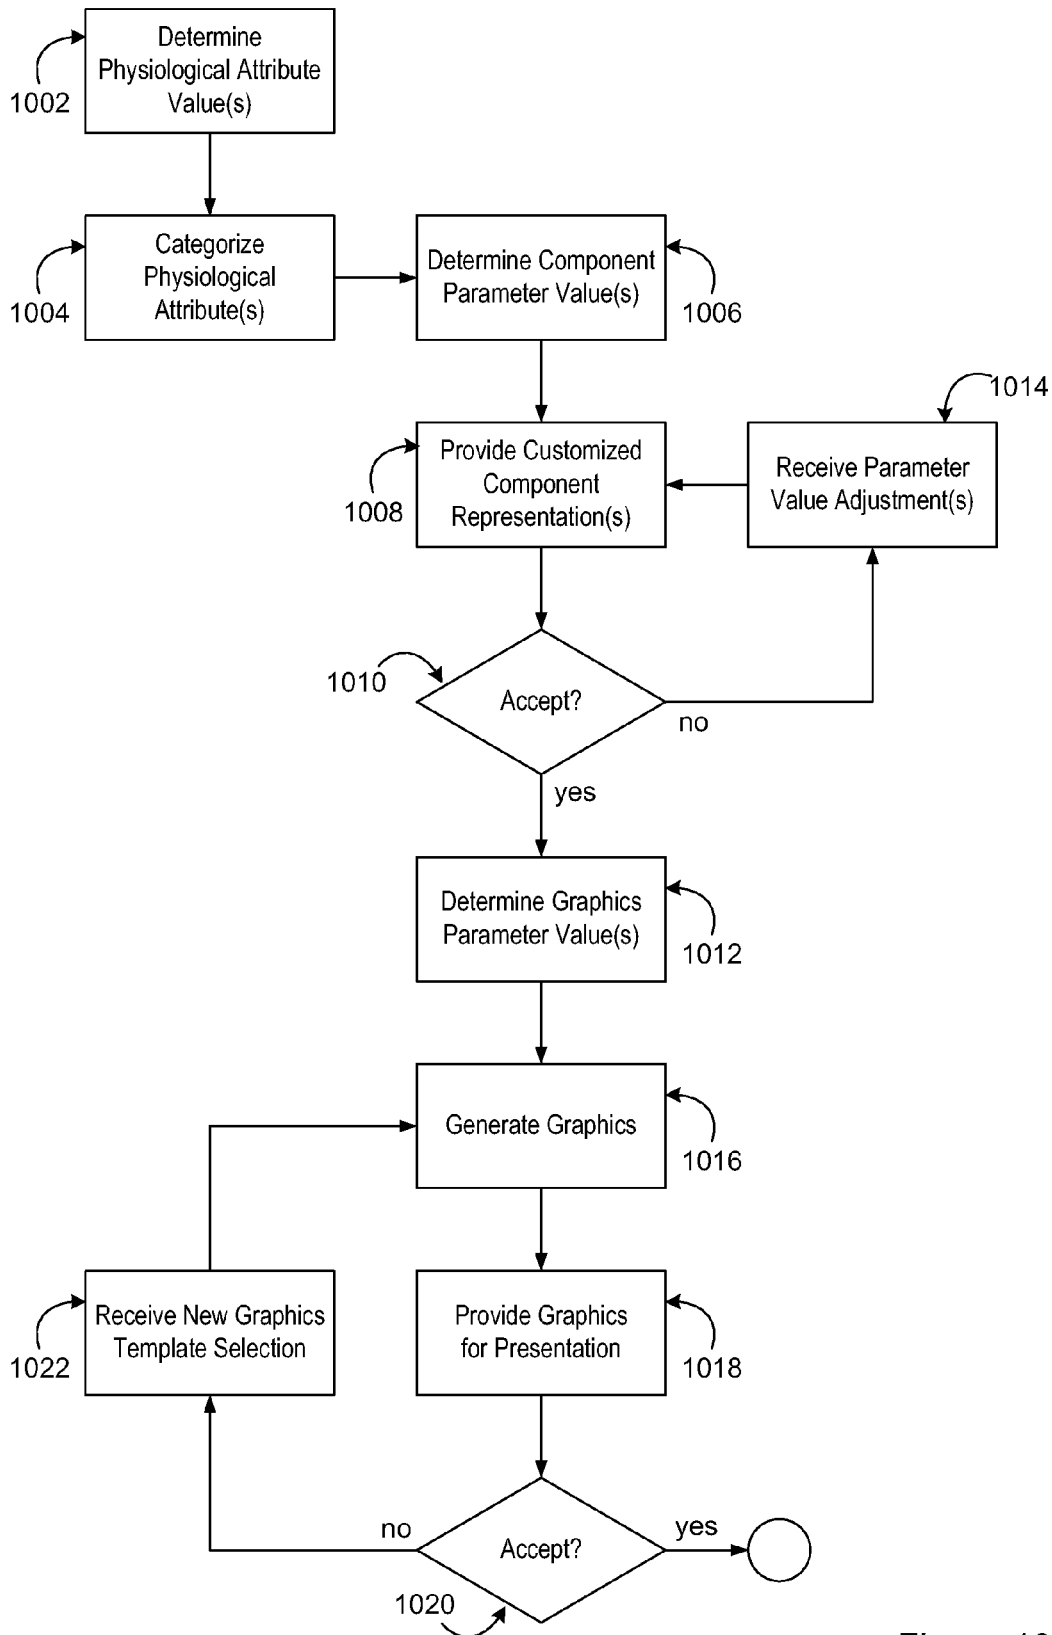 Determine
Physiological Attribute
Value(s)
1002
Categorize
Physiological
Attribute(s)
1004
Determine Component
Parameter Value(s)
1006
1014
Provide Customized
Component
Representation(s)
1008
Receive Parameter
Value Adjustment(s)
1010
Accept?
no
yes
Determine Graphics
Parameter Value(s)
1012
Generate Graphics
1016
Receive New Graphics
Template Selection
1022
Provide Graphics
for Presentation
1018
no
Accept?
yes
1020